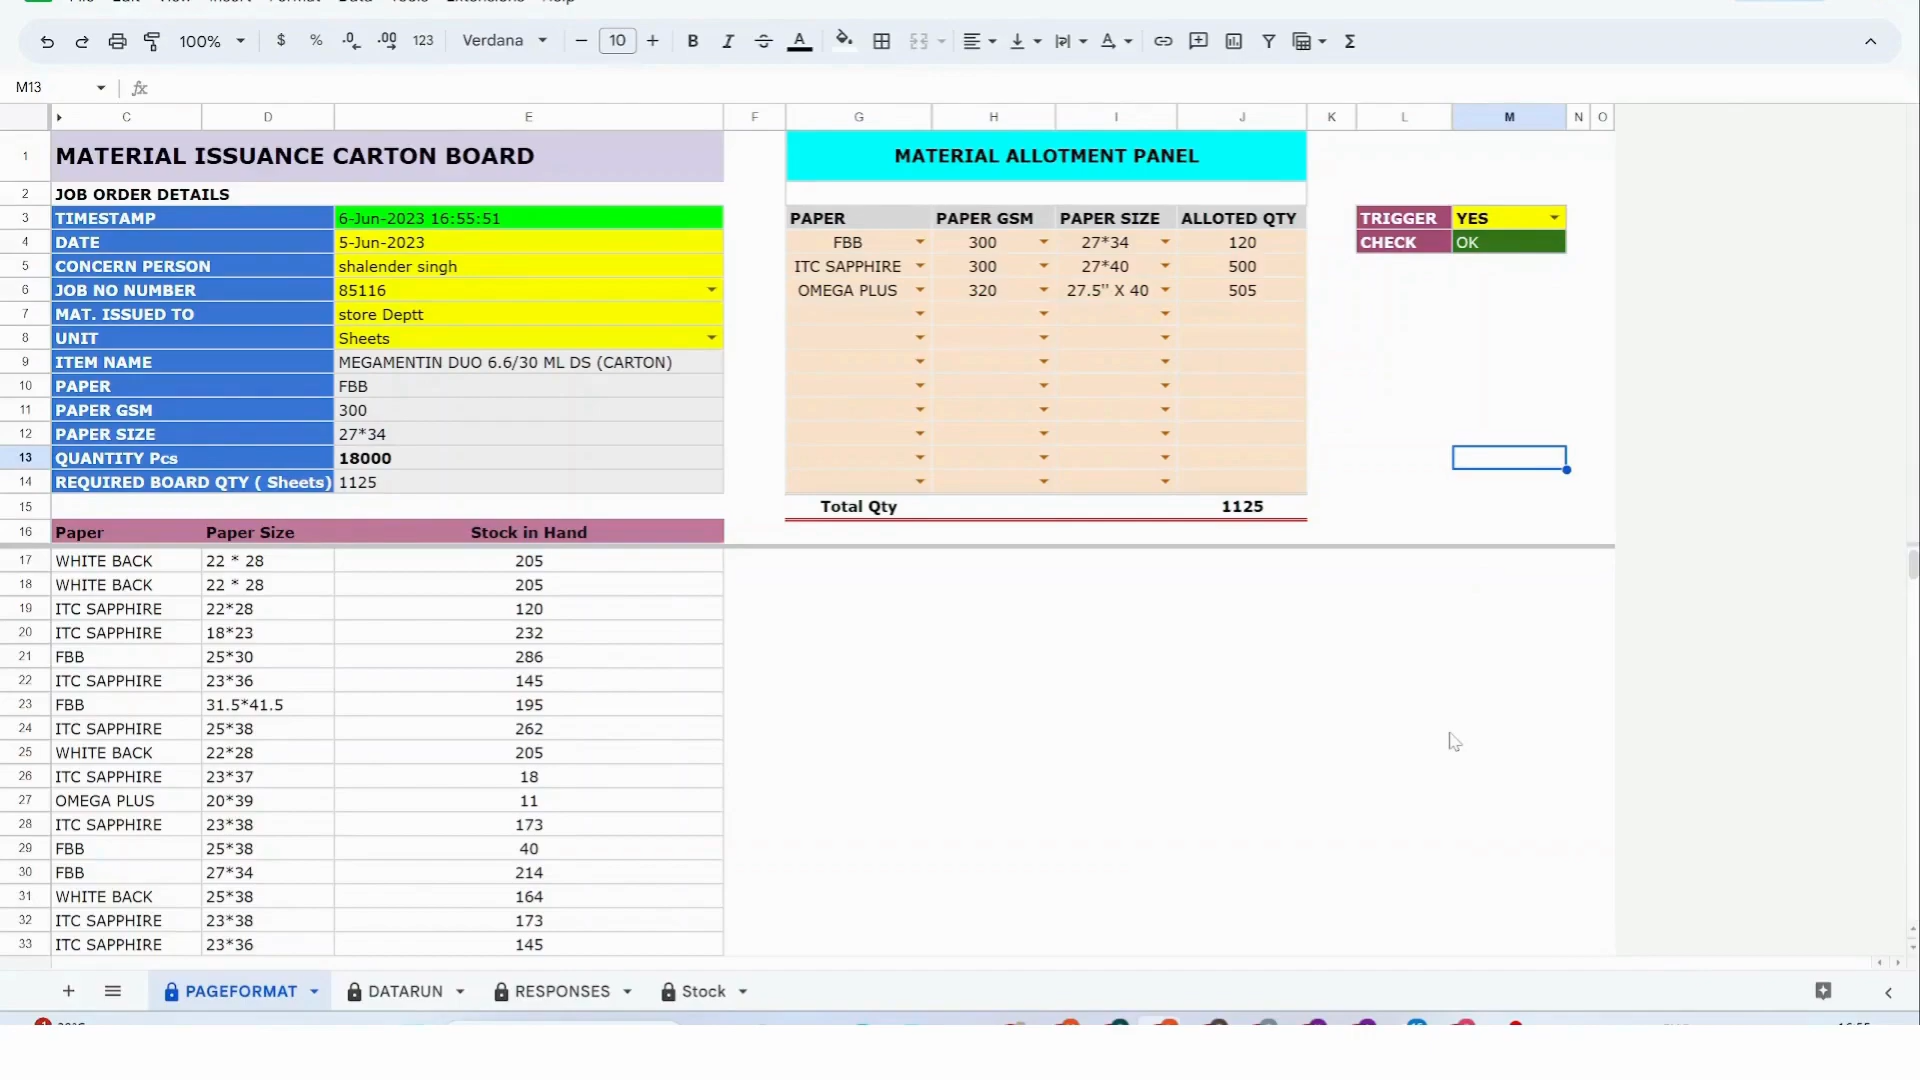 100% $ % .0 .00 123 Verdana 10 B I A Σ
M13 fx
C D E F G H I J K L M N O
1 MATERIAL ISSUANCE CARTON BOARD MATERIAL ALLOTMENT PANEL
2 JOB ORDER DETAILS
3 TIMESTAMP 6-Jun-2023 16:55:51 PAPER PAPER GSM PAPER SIZE ALLOTED QTY TRIGGER YES
4 DATE 5-Jun-2023 FBB 300 27*34 120 CHECK OK
5 CONCERN PERSON shalender singh ITC SAPPHIRE 300 27*40 500
6 JOB NO NUMBER 85116 OMEGA PLUS 320 27.5" X 40 505
7 MAT. ISSUED TO store Deptt
8 UNIT Sheets
9 ITEM NAME MEGAMENTIN DUO 6.6/30 ML DS (CARTON)
10 PAPER FBB
11 PAPER GSM 300
12 PAPER SIZE 27*34
13 QUANTITY Pcs 18000
14 REQUIRED BOARD QTY ( Sheets) 1125
15 Total Qty 1125
16 Paper Paper Size Stock in Hand
17 WHITE BACK 22 * 28 205
18 WHITE BACK 22 * 28 205
19 ITC SAPPHIRE 22*28 120
20 ITC SAPPHIRE 18*23 232
21 FBB 25*30 286
22 ITC SAPPHIRE 23*36 145
23 FBB 31.5*41.5 195
24 ITC SAPPHIRE 25*38 262
25 WHITE BACK 22*28 205
26 ITC SAPPHIRE 23*37 18
27 OMEGA PLUS 20*39 11
28 ITC SAPPHIRE 23*38 173
29 FBB 25*38 40
30 FBB 27*34 214
31 WHITE BACK 25*38 164
32 ITC SAPPHIRE 23*38 173
33 ITC SAPPHIRE 23*36 145
PAGEFORMAT DATARUN RESPONSES Stock